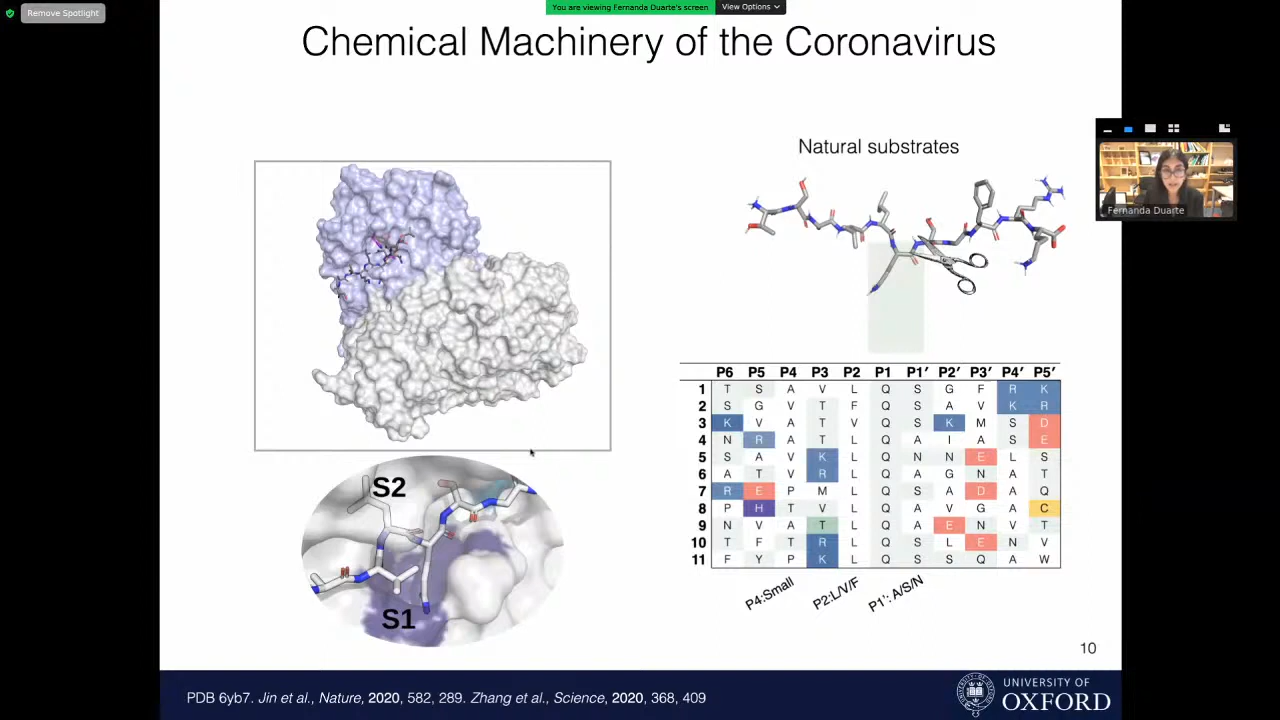 Remove Spotlight
You are viewing Fernanda Duarte's screen
View Options
Chemical Machinery of the Coronavirus
Natural substrates
Fernanda Duarte
P6 P5 P4 P3 P2 P1 P1′ P2′ P3′ P4′ P5′
1 T S A V L Q S G F R K
2 S G V T F Q S A V K R
3 K V A T V Q S K M S D
4 N R A T L Q A I A S E
5 S A V K L Q N N E L S
6 A T V R L Q A G N A T
7 R E P M L Q S A D A Q
8 P H T V L Q A V G A C
9 N V A T L Q A E N V T
10 T F T R L Q S L E N V
11 F Y P K L Q S S Q A W
P4:Small
P2:L/V/F
P1′: A/S/N
S2
S1
10
PDB 6yb7. Jin et al., Nature, 2020, 582, 289. Zhang et al., Science, 2020, 368, 409
UNIVERSITY OF
OXFORD